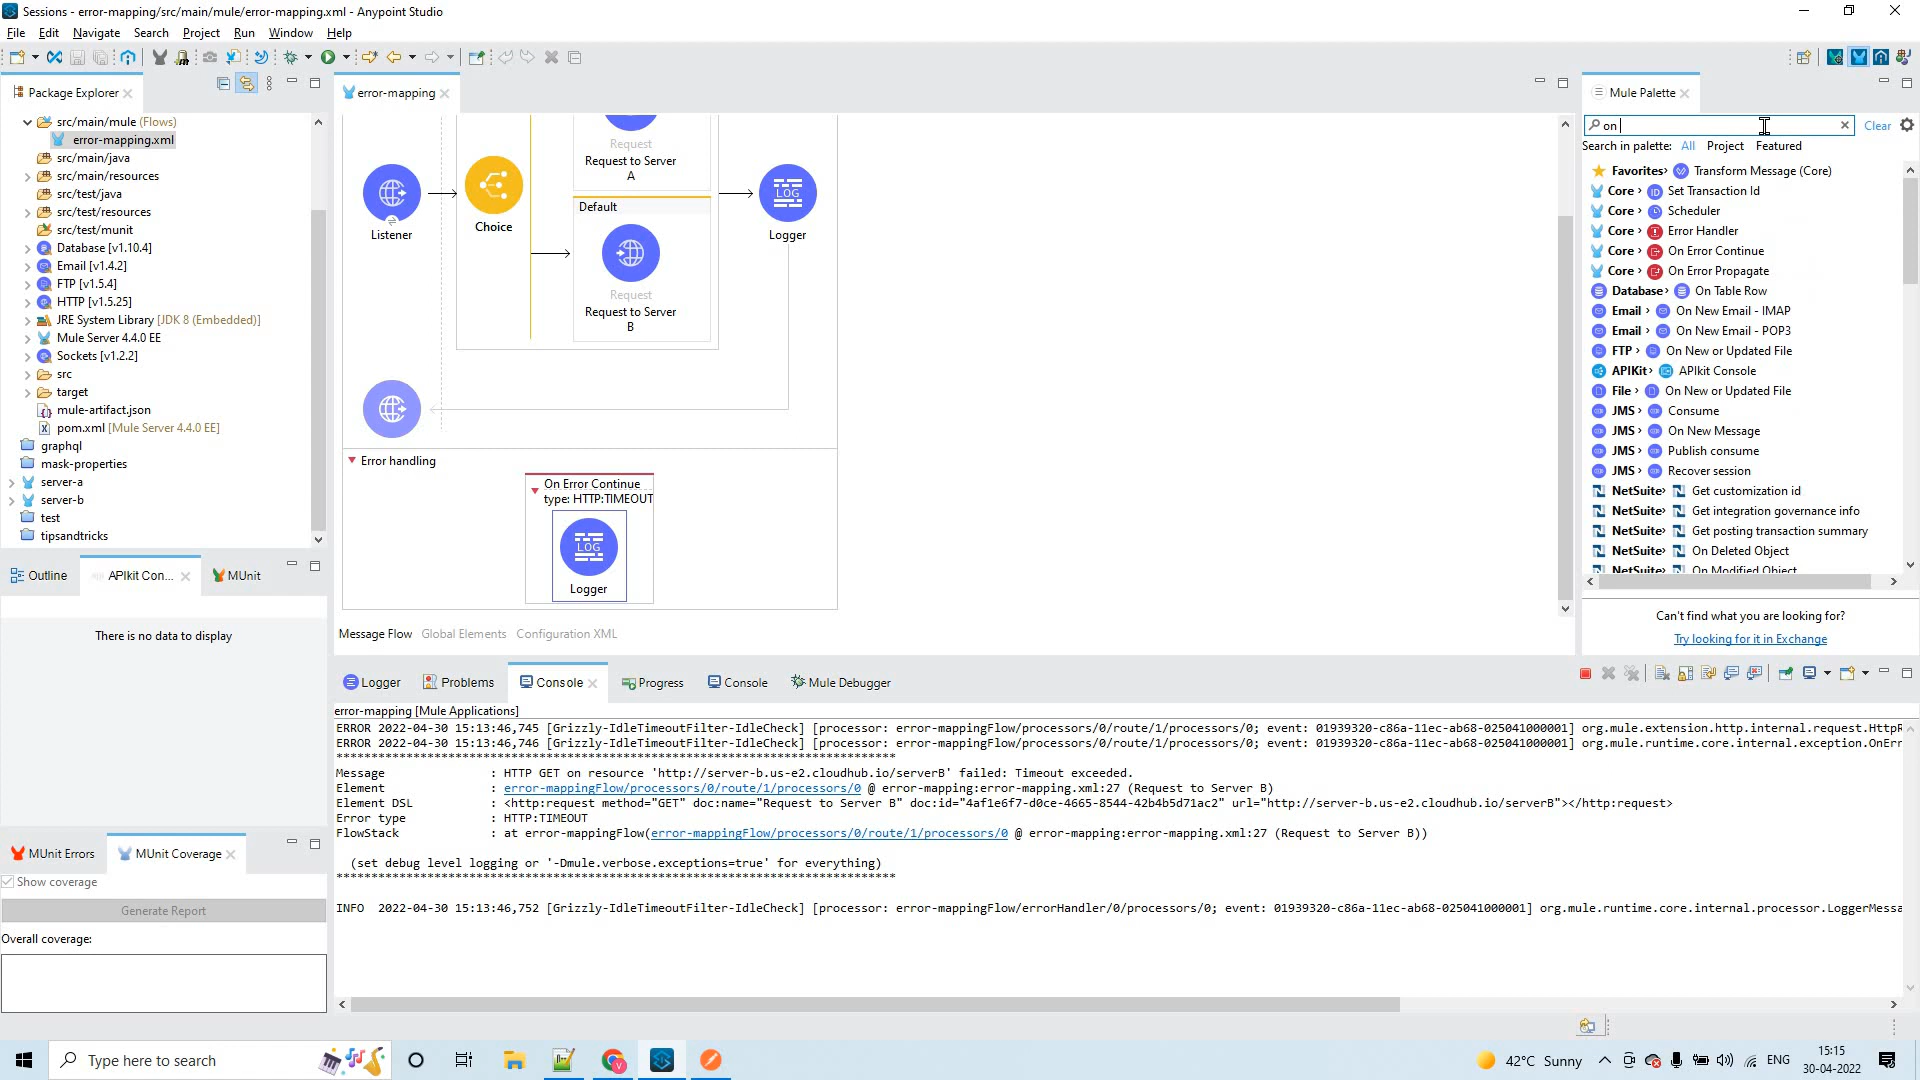 Sessions - error-mapping/src/main/mule/error-mapping.xml - Anypoint Studio
File Edit Navigate Search Project Run Window Help
Package Explorer
src/main/mule (Flows)
error-mapping.xml
src/main/java
src/main/resources
src/test/java
src/test/resources
src/test/munit
Database [v1.10.4]
Email [v1.4.2]
FTP [v1.5.4]
HTTP [v1.5.25]
JRE System Library [JDK 8 (Embedded)]
Mule Server 4.4.0 EE
Sockets [v1.2.2]
src
target
mule-artifact.json
pom.xml [Mule Server 4.4.0 EE]
graphql
mask-properties
server-a
server-b
test
tipsandtricks
Outline APIkit Con... MUnit
There is no data to display
MUnit Errors MUnit Coverage
Show coverage
Generate Report
Overall coverage:
error-mapping
Listener
Choice
Request
Request to Server
A
Default
Request
Request to Server
B
LOG
Logger
Error handling
On Error Continue
type: HTTP:TIMEOUT
LOG
Logger
Message Flow Global Elements Configuration XML
Mule Palette
on
Clear
Search in palette: All Project Featured
Favorites› Transform Message (Core)
Core › Set Transaction Id
Core › Scheduler
Core › Error Handler
Core › On Error Continue
Core › On Error Propagate
Database› On Table Row
Email › On New Email - IMAP
Email › On New Email - POP3
FTP › On New or Updated File
APIKit› APIkit Console
File › On New or Updated File
JMS › Consume
JMS › On New Message
JMS › Publish consume
JMS › Recover session
NetSuite› Get customization id
NetSuite› Get integration governance info
NetSuite› Get posting transaction summary
NetSuite› On Deleted Object
NetSuite› On Modified Object
Can't find what you are looking for?
Try looking for it in Exchange
Logger Problems Console Progress Console Mule Debugger
error-mapping [Mule Applications]
ERROR 2022-04-30 15:13:46,745 [Grizzly-IdleTimeoutFilter-IdleCheck] [processor: error-mappingFlow/processors/0/route/1/processors/0; event: 01939320-c86a-11ec-ab68-025041000001] org.mule.extension.http.internal.request.HttpR
ERROR 2022-04-30 15:13:46,746 [Grizzly-IdleTimeoutFilter-IdleCheck] [processor: error-mappingFlow/processors/0/route/1/processors/0; event: 01939320-c86a-11ec-ab68-025041000001] org.mule.runtime.core.internal.exception.OnErr
********************************************************************************
Message : HTTP GET on resource 'http://server-b.us-e2.cloudhub.io/serverB' failed: Timeout exceeded.
Element : error-mappingFlow/processors/0/route/1/processors/0 @ error-mapping:error-mapping.xml:27 (Request to Server B)
Element DSL : <http:request method="GET" doc:name="Request to Server B" doc:id="4af1e6f7-d0ce-4665-8544-42b4b5d71ac2" url="http://server-b.us-e2.cloudhub.io/serverB"></http:request>
Error type : HTTP:TIMEOUT
FlowStack : at error-mappingFlow(error-mappingFlow/processors/0/route/1/processors/0 @ error-mapping:error-mapping.xml:27 (Request to Server B))
(set debug level logging or '-Dmule.verbose.exceptions=true' for everything)
********************************************************************************
INFO 2022-04-30 15:13:46,752 [Grizzly-IdleTimeoutFilter-IdleCheck] [processor: error-mappingFlow/errorHandler/0/processors/0; event: 01939320-c86a-11ec-ab68-025041000001] org.mule.runtime.core.internal.processor.LoggerMessa
Type here to search
42°C Sunny
ENG
15:15
30-04-2022